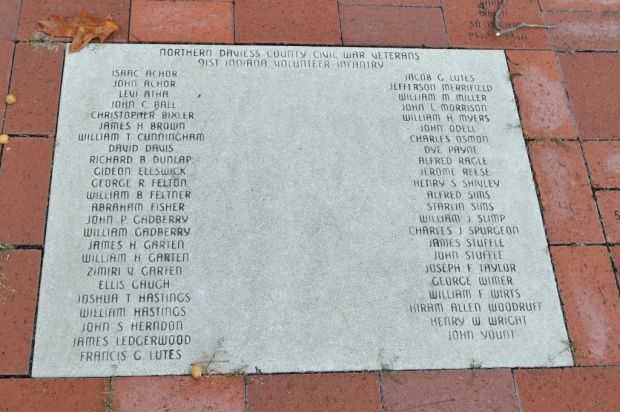 NORTHERN DAVIESS COUNTY CIVIL WAR VETERANS
91ST INDIANA VOLUNTEER INFANTRY
ISAAC ACHOR
JOHN ACHOR
LEVI ATHA
JOHN C BALL
CHRISTOPHER BIXLER
JAMES H BROWN
WILLIAM T CUNNINGHAM
DAVID DAVIS
RICHARD B DUNLAP
GIDEON ELLSWICK
GEORGE R FELTON
WILLIAM B FELTNER
ABRAHAM FISHER
JOHN P GADBERRY
WILLIAM GADBERRY
JAMES H GARTEN
WILLIAM H GARTEN
ZIMIRI V GARTEN
ELLIS GAUGH
JOSHUA T HASTINGS
WILLIAM HASTINGS
JOHN S HERNDON
JAMES LEDGERWOOD
FRANCIS G LUTES
JACOB G LUTES
JEFFERSON MERRIFIELD
WILLIAM M MILLER
JOHN L MORRISON
WILLIAM H MYERS
JOHN ODELL
CHARLES OSMON
DYE PAYNE
ALFRED RAGLE
JEROME REESE
HENRY S SHIVLEY
ALFRED SIMS
STARLIN SIMS
WILLIAM J SLIMP
CHARLES J SPURGEON
JAMES STUFFLE
JOHN STUFFLE
JOSEPH F TAYLOR
GEORGE WIMER
WILLIAM F WIRTS
HIRAM ALLEN WOODRUFF
HENRY W WRIGHT
JOHN YOUNT